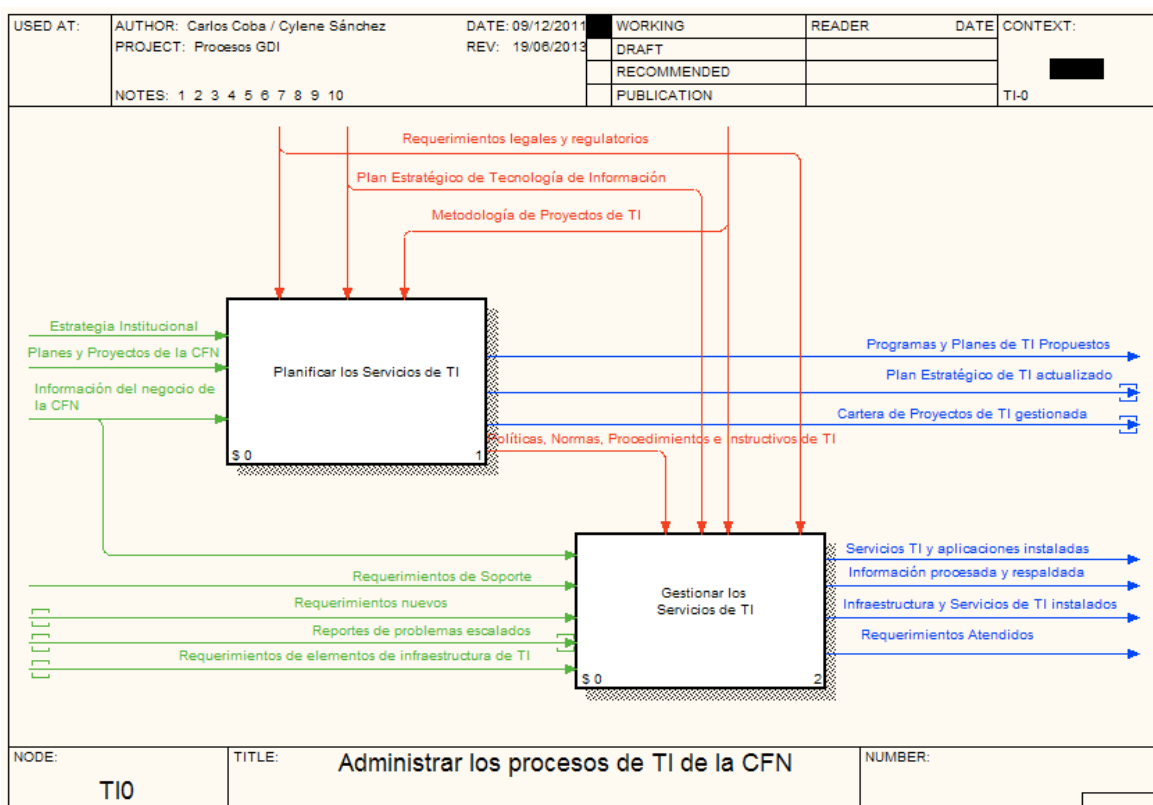 USED AT:
AUTHOR: Carlos Coba / Cylene Sánchez
DATE: 09/12/2011
WORKING
READER
DATE
CONTEXT:
PROJECT: Procesos GDI
REV: 19/06/2013
DRAFT
RECOMMENDED
NOTES: 1 2 3 4 5 6 7 8 9 10
PUBLICATION
TI-0
Requerimientos legales y regulatorios
Plan Estratégico de Tecnología de Información
Metodología de Proyectos de TI
Estrategia Institucional
Planes y Proyectos de la CFN
Información del negocio de
la CFN
Planificar los Servicios de TI
$ 0
1
Programas y Planes de TI Propuestos
Plan Estratégico de TI actualizado
Cartera de Proyectos de TI gestionada
Políticas, Normas, Procedimientos e Instructivos de TI
Requerimientos de Soporte
Requerimientos nuevos
Reportes de problemas escalados
Requerimientos de elementos de infraestructura de TI
Gestionar los
Servicios de TI
$ 0
2
Servicios TI y aplicaciones instaladas
Información procesada y respaldada
Infraestructura y Servicios de TI instalados
Requerimientos Atendidos
NODE:
TITLE:
Administrar los procesos de TI de la CFN
NUMBER:
TI0